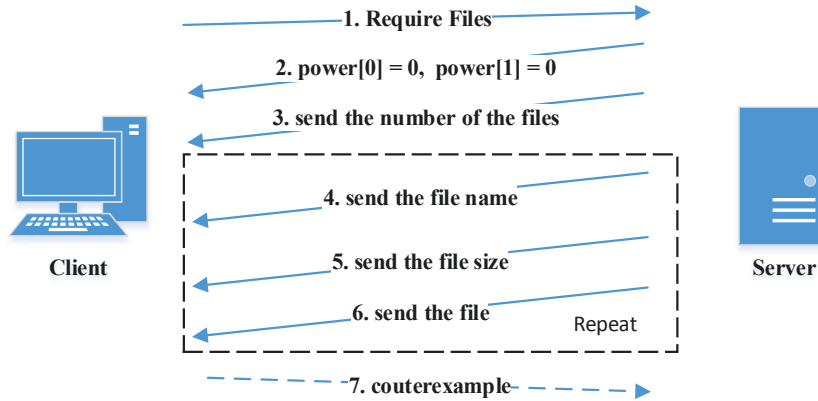 1. Require Files
2. power[0] = 0, power[1] = 0
3. send the number of the files
4. send the file name
5. send the file size
6. send the file
Repeat
7. couterexample
Client
Server